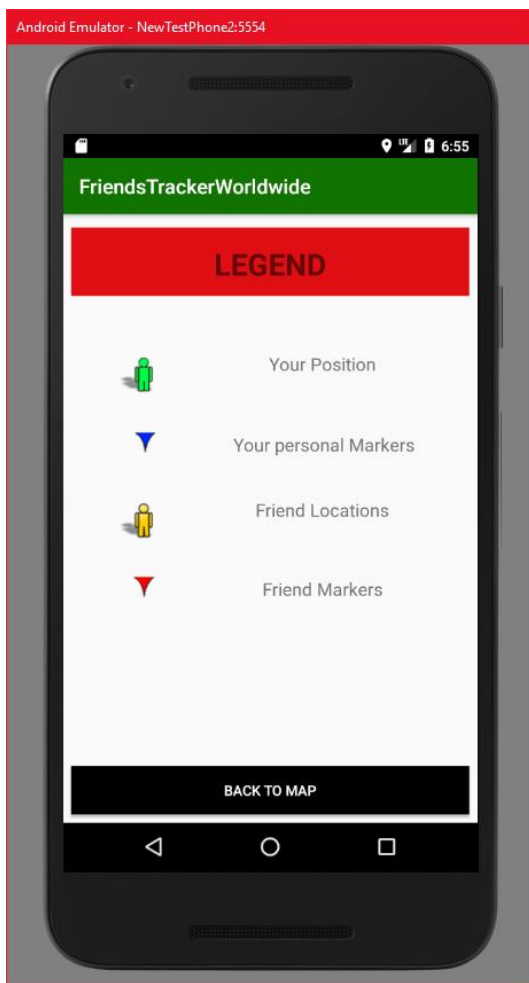 Android Emulator - NewTestPhone2:5554
LTE 6:55
FriendsTrackerWorldwide
LEGEND
Your Position
Your personal Markers
Friend Locations
Friend Markers
BACK TO MAP